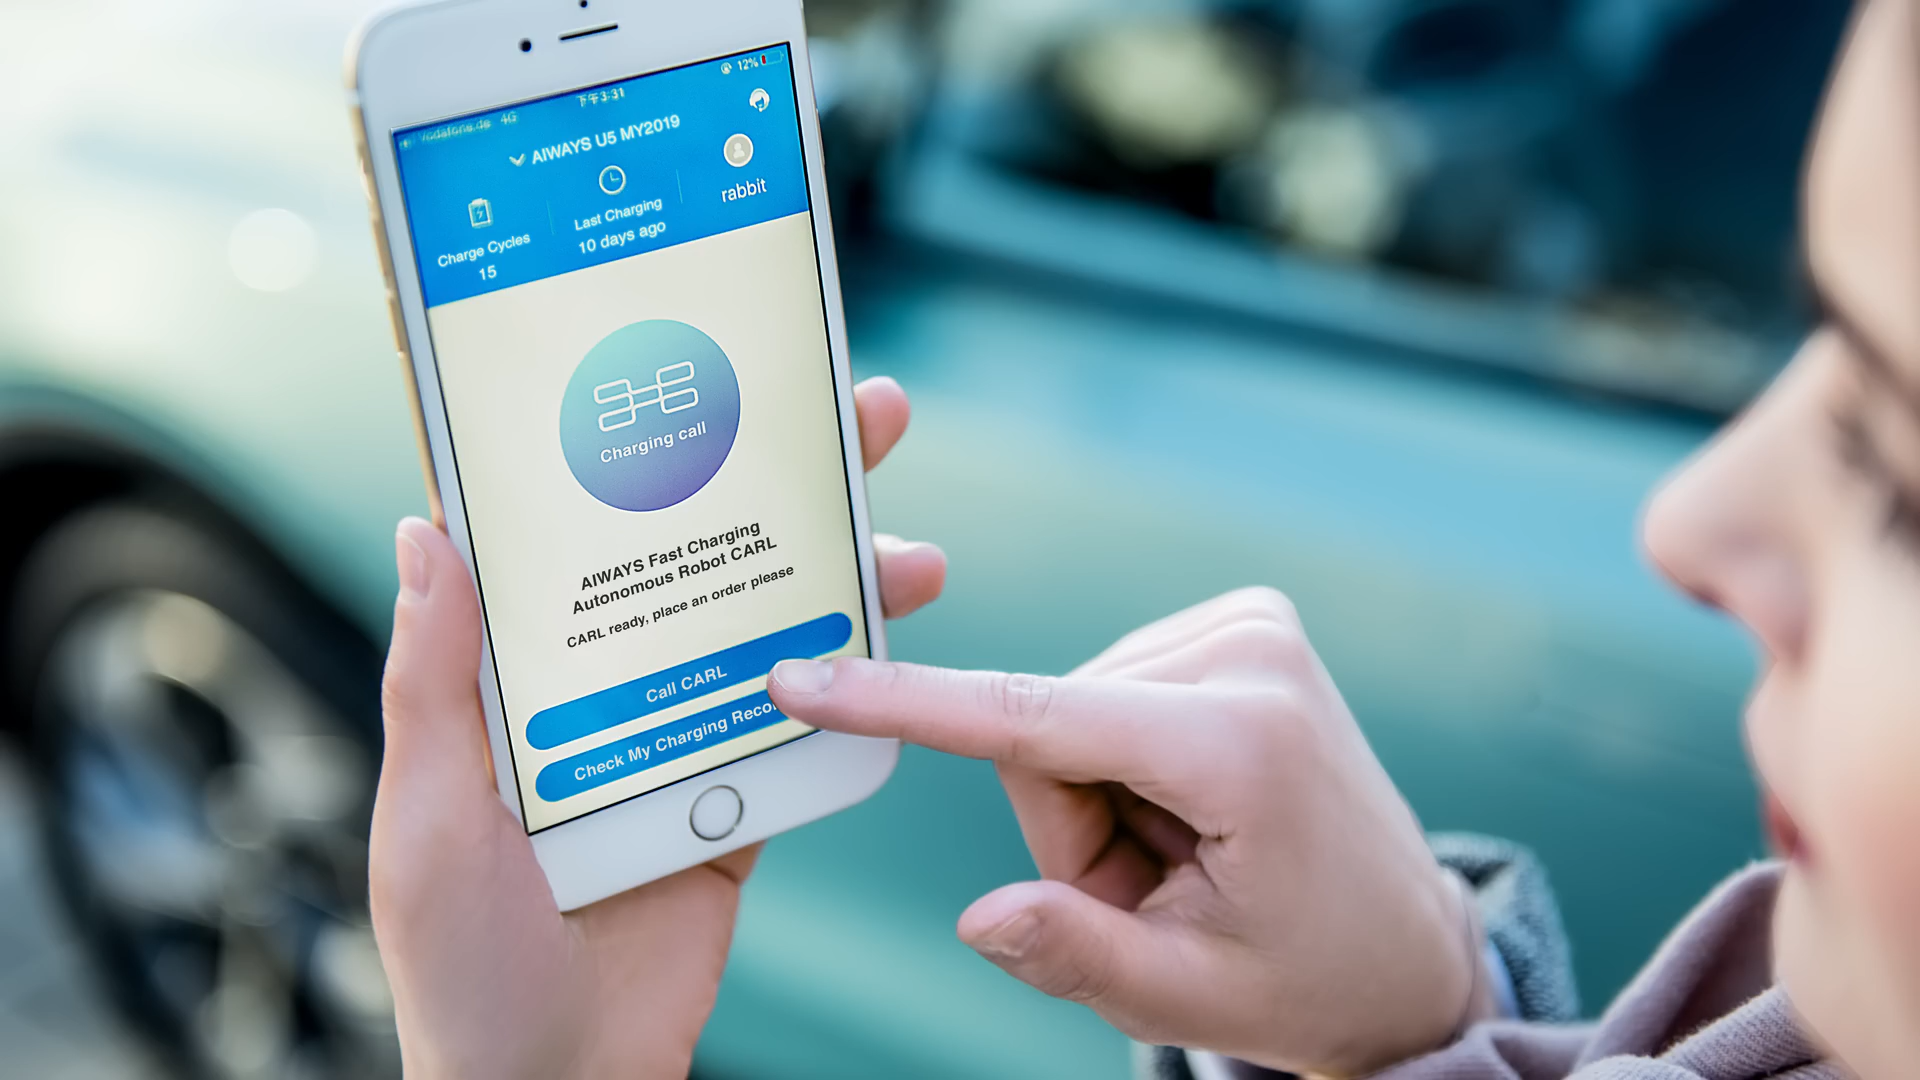 Vodafone.de 4G
下午3:31
12%
AIWAYS U5 MY2019
Charge Cycles
15
Last Charging
10 days ago
rabbit
Charging call
AIWAYS Fast Charging
Autonomous Robot CARL
CARL ready, place an order please
Call CARL
Check My Charging Recor